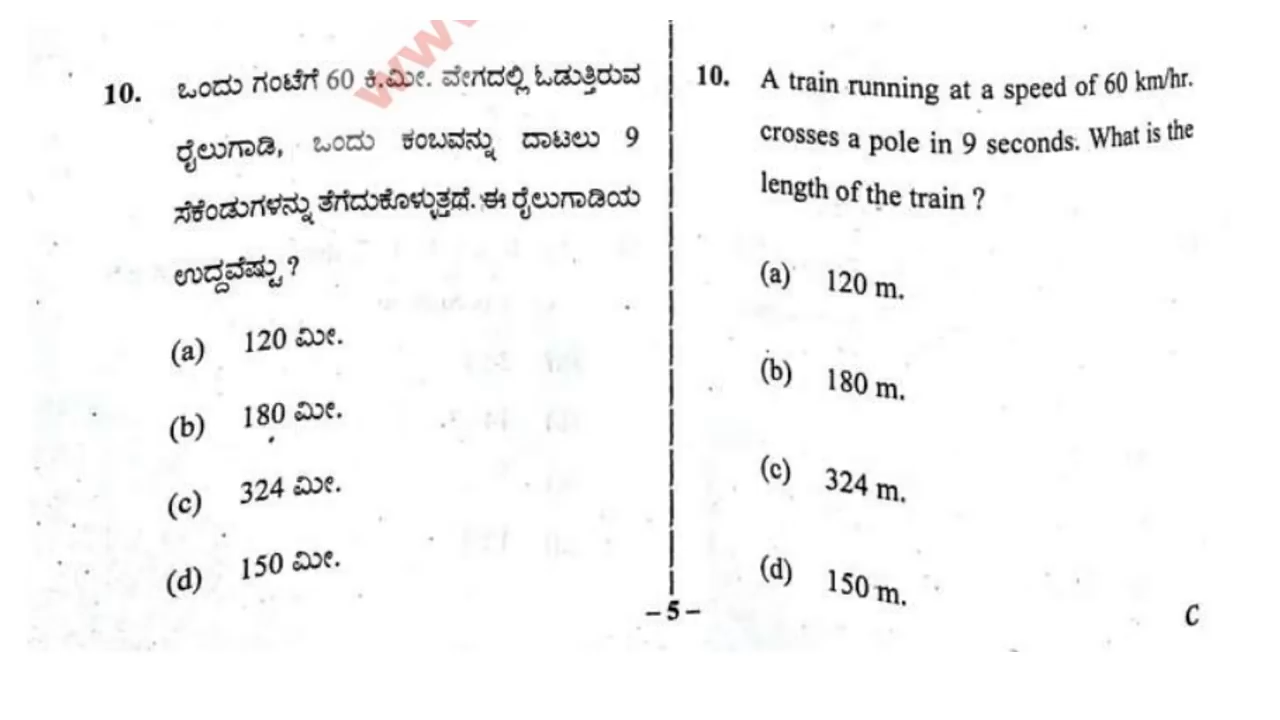 www
10. ಒಂದು ಗಂಟೆಗೆ 60 ಕಿ.ಮೀ. ವೇಗದಲ್ಲಿ ಓಡುತ್ತಿರುವ
ರೈಲುಗಾಡಿ, ಒಂದು ಕಂಬವನ್ನು ದಾಟಲು 9
ಸೆಕೆಂಡುಗಳನ್ನು ತೆಗೆದುಕೊಳ್ಳುತ್ತದೆ. ಈ ರೈಲುಗಾಡಿಯ
ಉದ್ದವೆಷ್ಟು ?
(a) 120 ಮೀ.
(b) 180 ಮೀ.
(c) 324 ಮೀ.
(d) 150 ಮೀ.
10. A train running at a speed of 60 km/hr.
crosses a pole in 9 seconds. What is the
length of the train ?
(a) 120 m.
(b) 180 m.
(c) 324 m.
(d) 150 m.
– 5 –
C